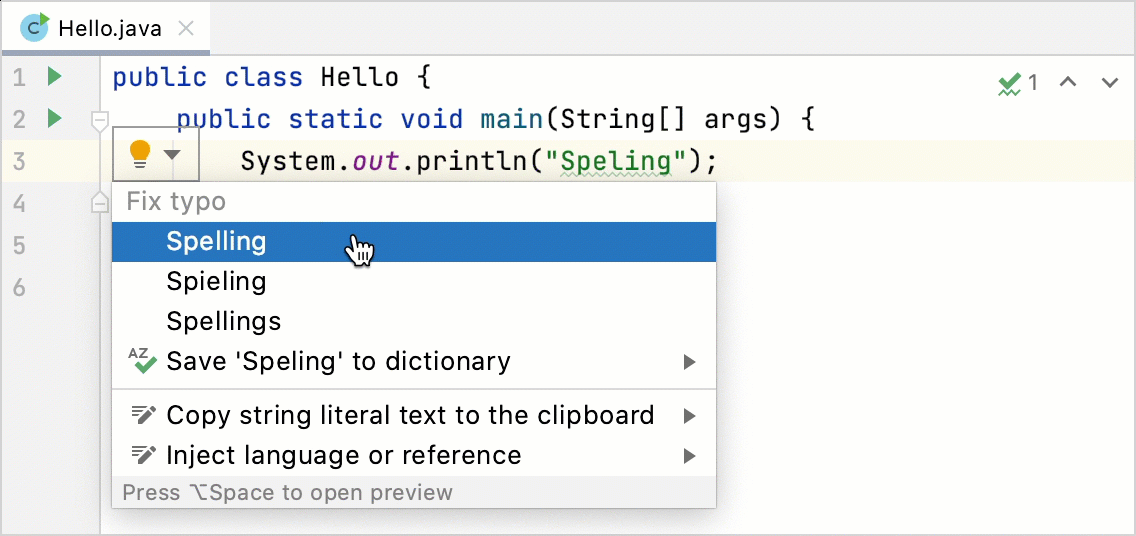 C Hello.java
1 public class Hello {
1
2 public static void main(String[] args) {
3 System.out.println("Speling");
4
Fix typo
Spelling
5
Spieling
6
Spellings
AZ Save 'Speling' to dictionary
Copy string literal text to the clipboard
Inject language or reference
Press ⌥Space to open preview